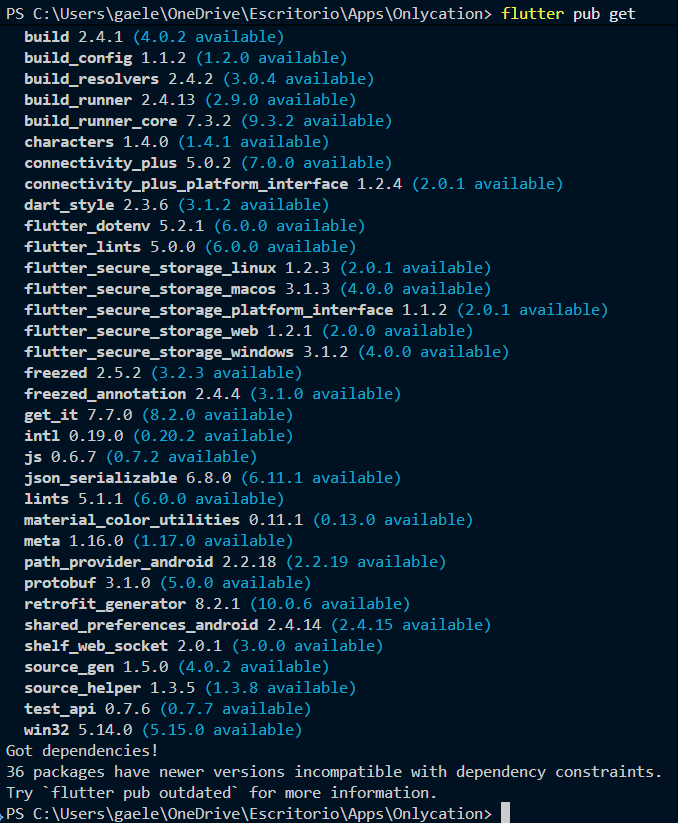 PS C:\Users\gaele\OneDrive\Escritorio\Apps\Onlycation> flutter pub get
build 2.4.1 (4.0.2 available)
build_config 1.1.2 (1.2.0 available)
build_resolvers 2.4.2 (3.0.4 available)
build_runner 2.4.13 (2.9.0 available)
build_runner_core 7.3.2 (9.3.2 available)
characters 1.4.0 (1.4.1 available)
connectivity_plus 5.0.2 (7.0.0 available)
connectivity_plus_platform_interface 1.2.4 (2.0.1 available)
dart_style 2.3.6 (3.1.2 available)
flutter_dotenv 5.2.1 (6.0.0 available)
flutter_lints 5.0.0 (6.0.0 available)
flutter_secure_storage_linux 1.2.3 (2.0.1 available)
flutter_secure_storage_macos 3.1.3 (4.0.0 available)
flutter_secure_storage_platform_interface 1.1.2 (2.0.1 available)
flutter_secure_storage_web 1.2.1 (2.0.0 available)
flutter_secure_storage_windows 3.1.2 (4.0.0 available)
freezed 2.5.2 (3.2.3 available)
freezed_annotation 2.4.4 (3.1.0 available)
get_it 7.7.0 (8.2.0 available)
intl 0.19.0 (0.20.2 available)
js 0.6.7 (0.7.2 available)
json_serializable 6.8.0 (6.11.1 available)
lints 5.1.1 (6.0.0 available)
material_color_utilities 0.11.1 (0.13.0 available)
meta 1.16.0 (1.17.0 available)
path_provider_android 2.2.18 (2.2.19 available)
protobuf 3.1.0 (5.0.0 available)
retrofit_generator 8.2.1 (10.0.6 available)
shared_preferences_android 2.4.14 (2.4.15 available)
shelf_web_socket 2.0.1 (3.0.0 available)
source_gen 1.5.0 (4.0.2 available)
source_helper 1.3.5 (1.3.8 available)
test_api 0.7.6 (0.7.7 available)
win32 5.14.0 (5.15.0 available)
Got dependencies!
36 packages have newer versions incompatible with dependency constraints.
Try `flutter pub outdated` for more information.
PS C:\Users\gaele\OneDrive\Escritorio\Apps\Onlycation>